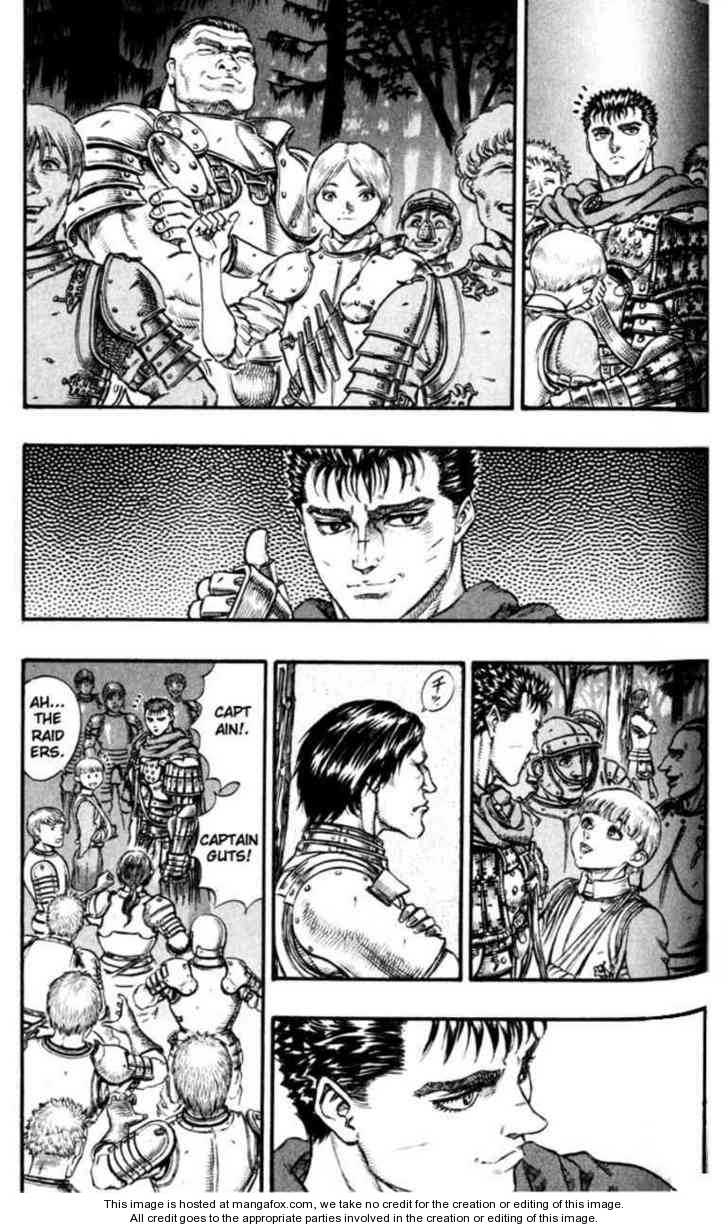 チッ
AH...
THE
RAID
ERS.
CAPT
AIN!.
CAPTAIN
GUTS!
This image is hosted at mangafox.com, we take no credit for the creation or editing of this image.
All credit goes to the appropriate parties involved in the creation or editing of this image.